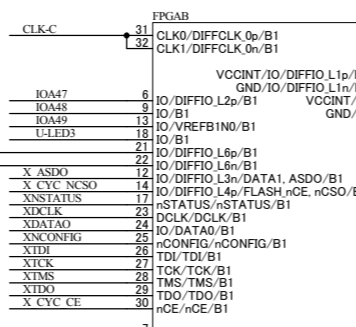 FPGAB
CLK-C 31 CLK0/DIFFCLK_0p/B1
32 CLK1/DIFFCLK_0n/B1
VCCINT/IO/DIFFIO_L1p/
GND/IO/DIFFIO_L1n/
IOA47 6 IO/DIFFIO_L2p/B1 VCCINT/
IOA48 9 IO/B1 GND/
IOA49 13 IO/VREFB1N0/B1
U-LED3 18 IO/B1
21 IO/DIFFIO_L6p/B1
22 IO/DIFFIO_L6n/B1
X_ASDO 12 IO/DIFFIO_L3n/DATA1, ASDO/B1
X_CYC_NCSO 14 IO/DIFFIO_L4p/FLASH_nCE, nCSO/
XNSTATUS 17 nSTATUS/nSTATUS/B1
XDCLK 23 DCLK/DCLK/B1
XDATAO 24 IO/DATA0/B1
XNCONFIG 25 nCONFIG/nCONFIG/B1
XTDI 26 TDI/TDI/B1
XTCK 27 TCK/TCK/B1
XTMS 28 TMS/TMS/B1
XTDO 29 TDO/TDO/B1
X_CYC_CE 30 nCE/nCE/B1